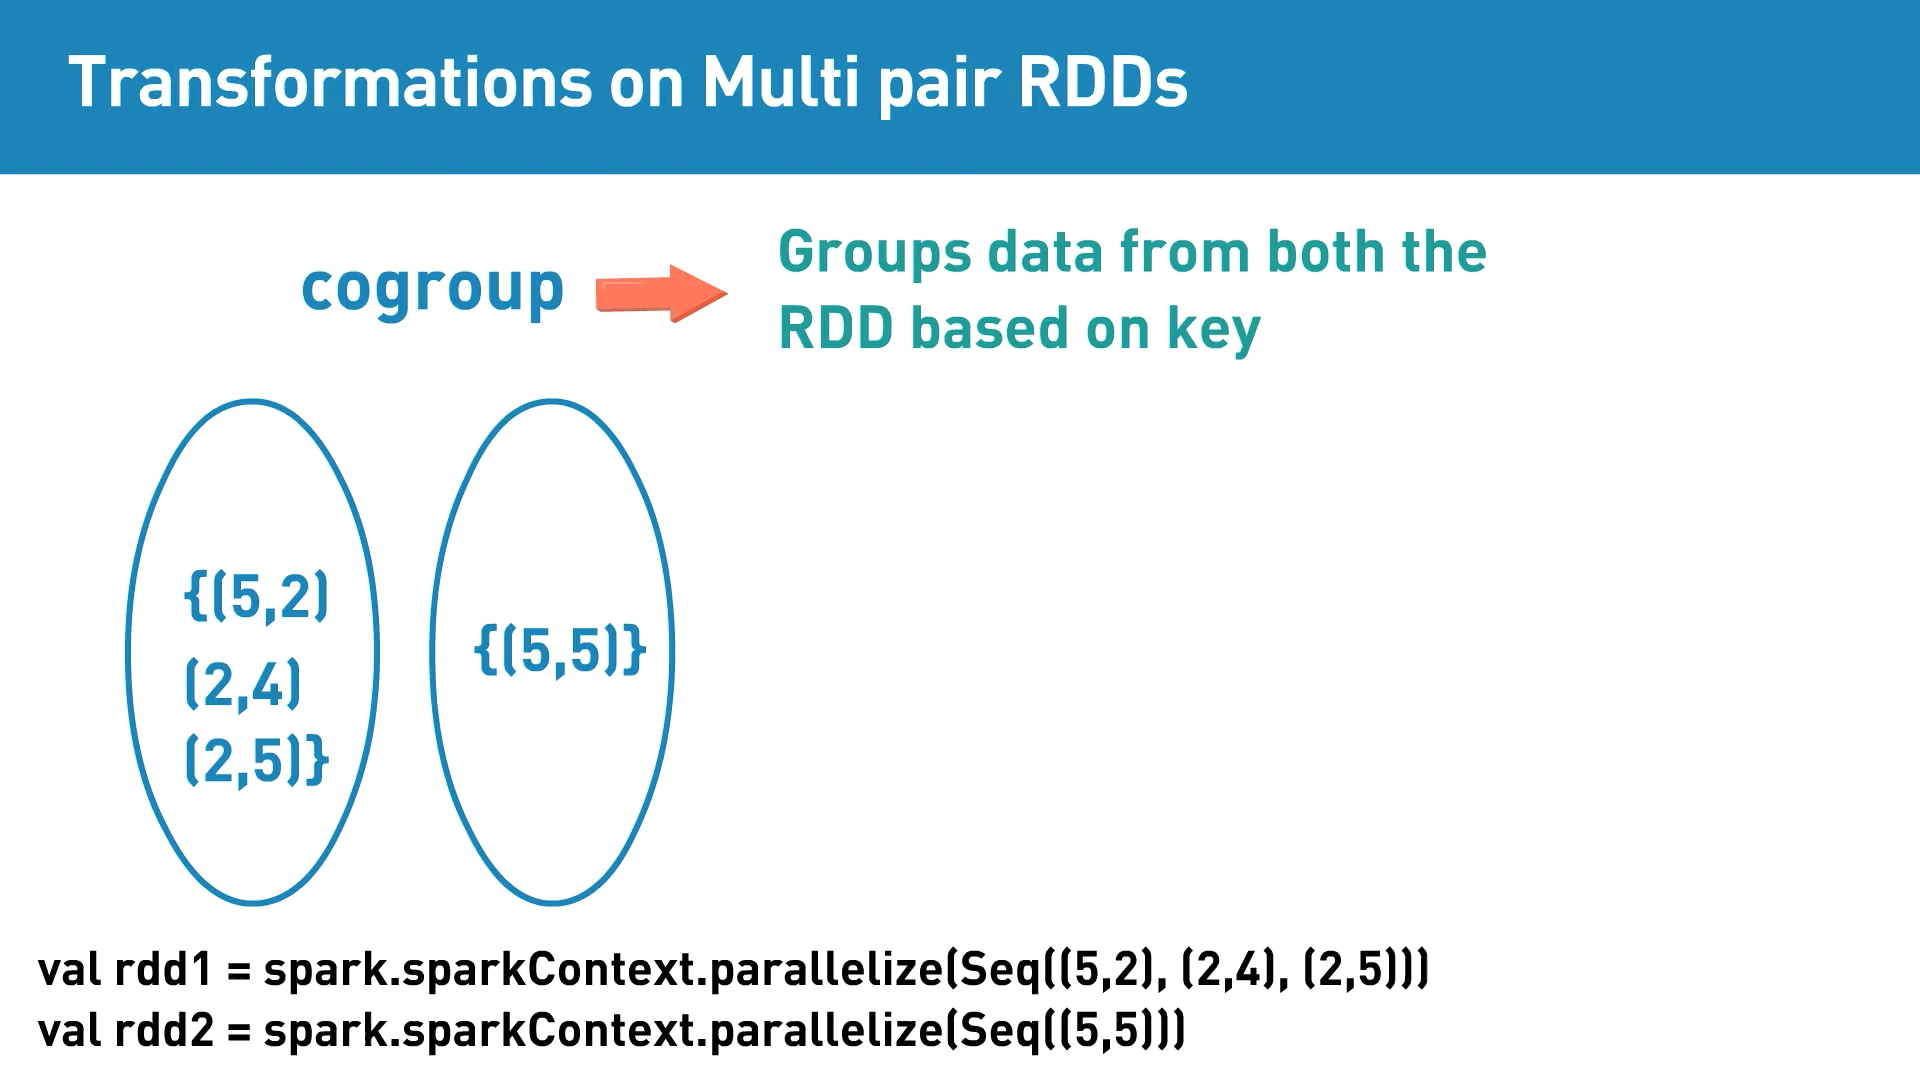 Transformations on Multi pair RDDs
cogroup
Groups data from both the
RDD based on key
{(5,2)
(2,4)
(2,5)}
{(5,5)}
val rdd1 = spark.sparkContext.parallelize(Seq((5,2), (2,4), (2,5)))
val rdd2 = spark.sparkContext.parallelize(Seq((5,5)))